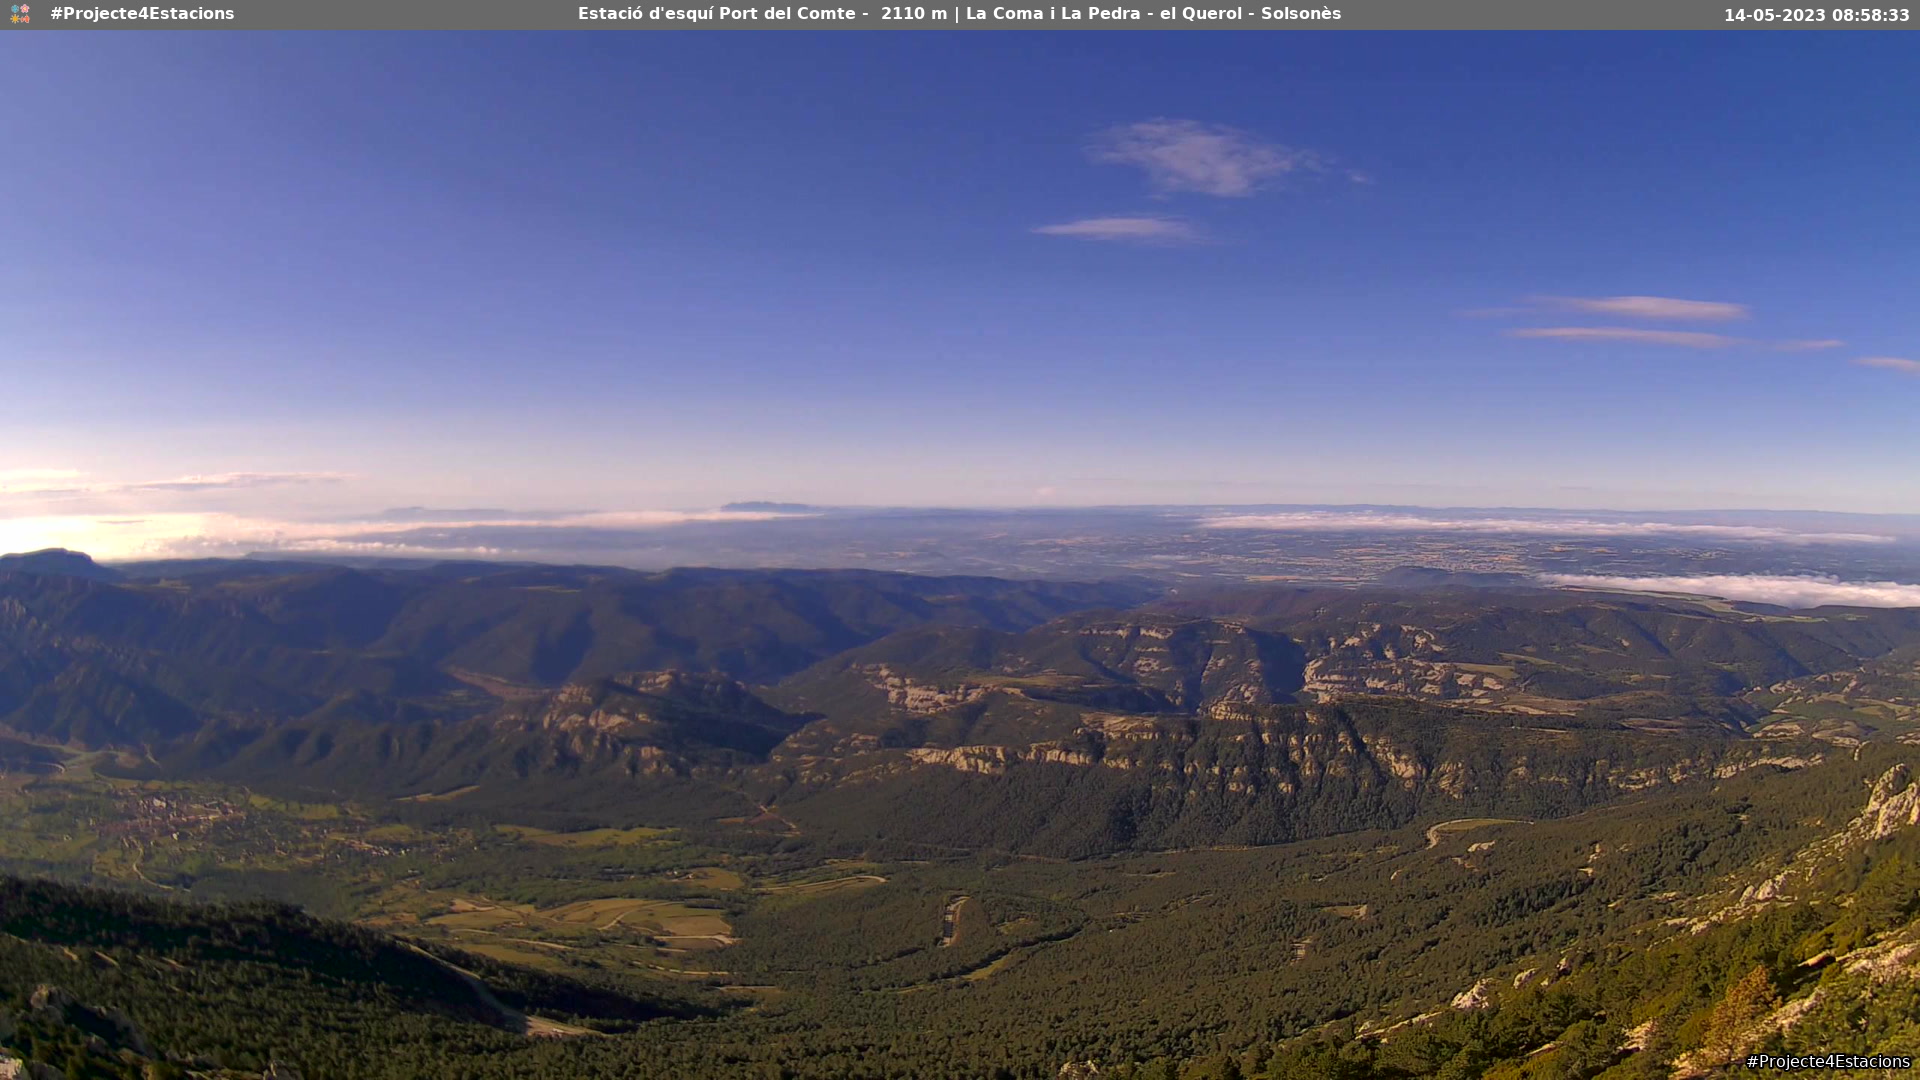 #Projecte4Estacions
Estació d'esquí Port del Comte -  2110 m | La Coma i La Pedra - el Querol - Solsonès
14-05-2023 08:58:33
#Projecte4Estacions